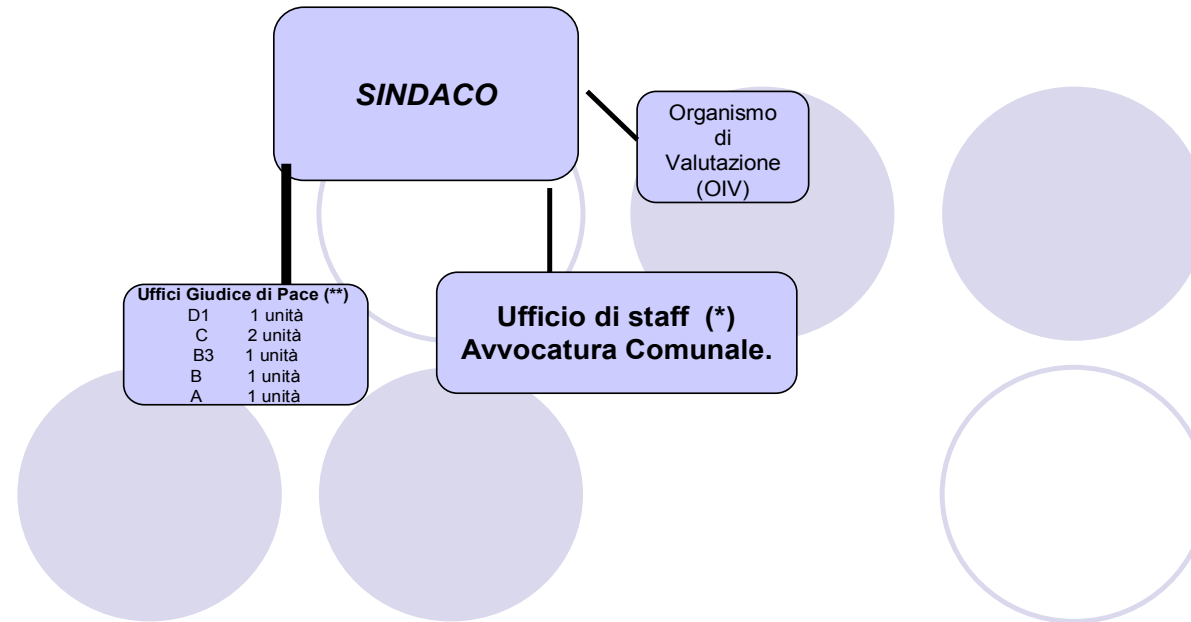 SINDACO
Organismo
di
Valutazione
(OIV)
Uffici Giudice di Pace (**)
D1 1 unità
C 2 unità
B3 1 unità
B 1 unità
A 1 unità
Ufficio di staff (*)
Avvocatura Comunale.